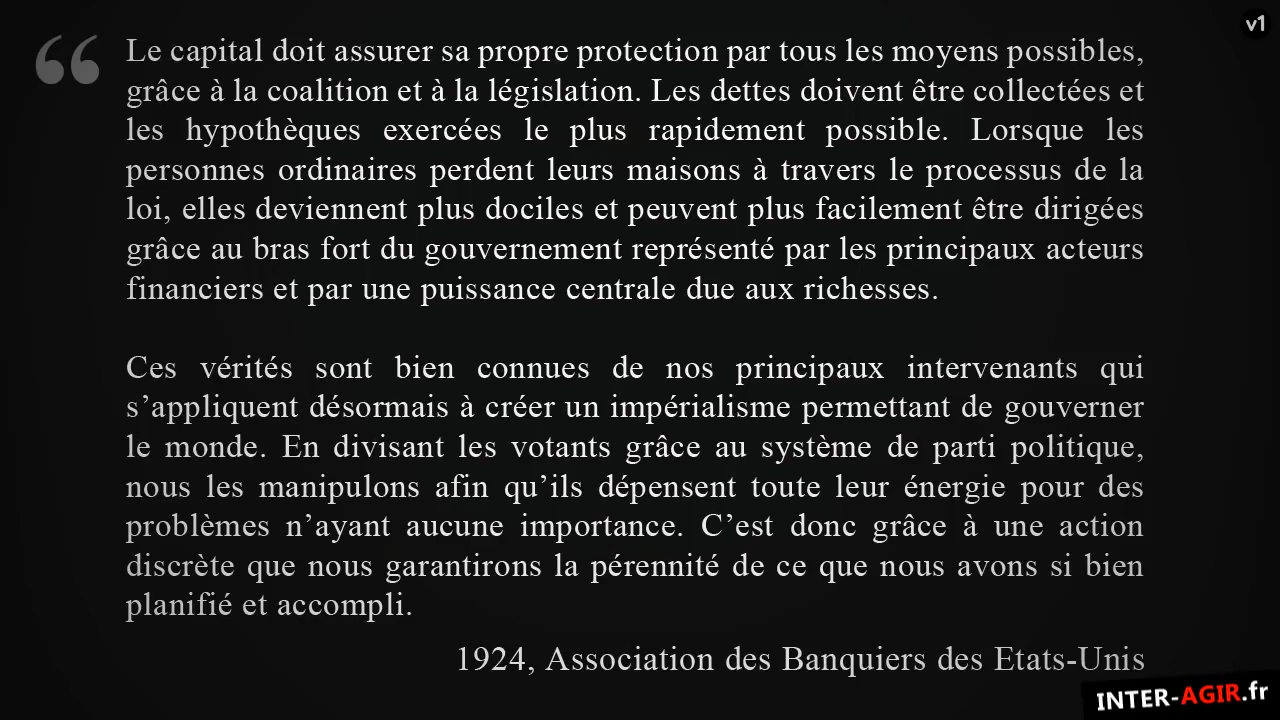 v1
“
Le capital doit assurer sa propre protection par tous les moyens possibles,
grâce à la coalition et à la législation. Les dettes doivent être collectées et
les hypothèques exercées le plus rapidement possible. Lorsque les
personnes ordinaires perdent leurs maisons à travers le processus de la
loi, elles deviennent plus dociles et peuvent plus facilement être dirigées
grâce au bras fort du gouvernement représenté par les principaux acteurs
financiers et par une puissance centrale due aux richesses.
Ces vérités sont bien connues de nos principaux intervenants qui
s’appliquent désormais à créer un impérialisme permettant de gouverner
le monde. En divisant les votants grâce au système de parti politique,
nous les manipulons afin qu’ils dépensent toute leur énergie pour des
problèmes n’ayant aucune importance. C’est donc grâce à une action
discrète que nous garantirons la pérennité de ce que nous avons si bien
planifié et accompli.
1924, Association des Banquiers des Etats-Unis
INTER-AGIR.fr